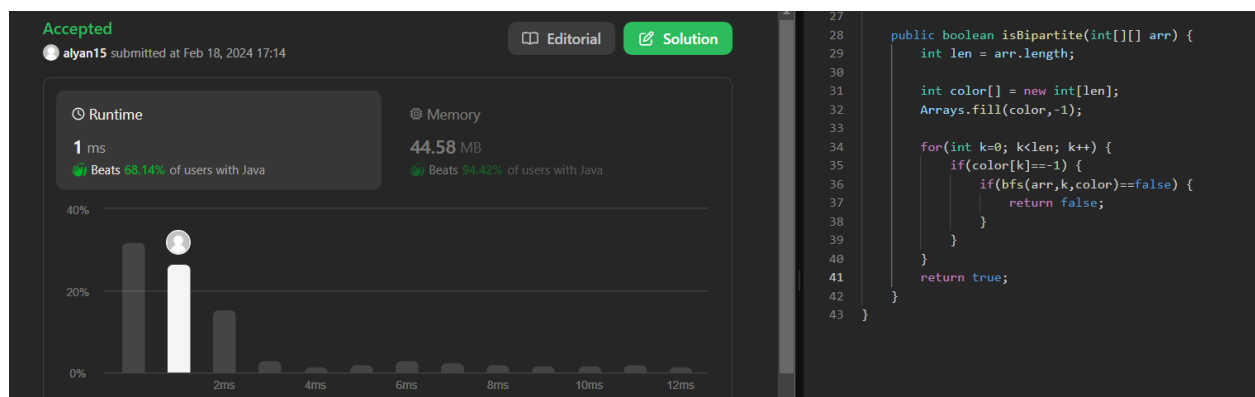 Accepted
alyan15 submitted at Feb 18, 2024 17:14
Editorial
Solution
Runtime
1 ms
Beats 68.14% of users with Java
Memory
44.58 MB
Beats 94.42% of users with Java
40%
20%
0%
2ms 4ms 6ms 8ms 10ms 12ms
27
28 public boolean isBipartite(int[][] arr) {
29 int len = arr.length;
30
31 int color[] = new int[len];
32 Arrays.fill(color,-1);
33
34 for(int k=0; k<len; k++) {
35 if(color[k]==-1) {
36 if(bfs(arr,k,color)==false) {
37 return false;
38 }
39 }
40 }
41 return true;
42 }
43 }